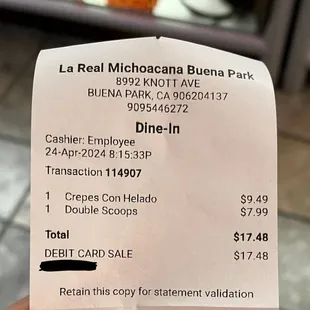 La Real Michoacana Buena Park
8992 KNOTT AVE
BUENA PARK, CA 906204137
9095446272
Dine-In
Cashier: Employee
24-Apr-2024 8:15:33P
Transaction 114907
1 Crepes Con Helado $9.49
1 Double Scoops $7.99
Total $17.48
DEBIT CARD SALE $17.48
Retain this copy for statement validation